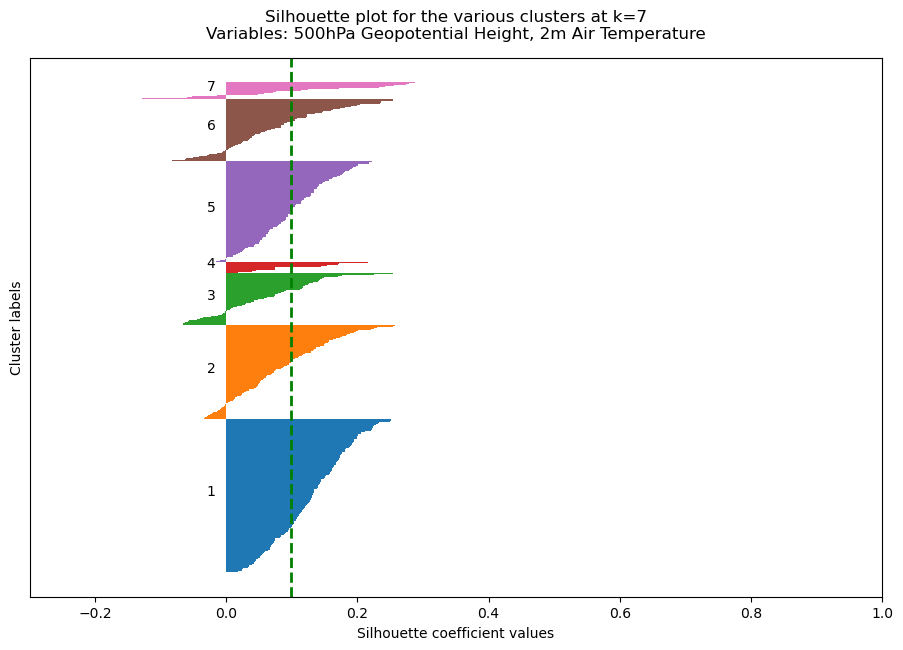 Silhouette plot for the various clusters at k=7
Variables: 500hPa Geopotential Height, 2m Air Temperature
7
6
5
4
3
2
1
Cluster labels
−0.2 0.0 0.2 0.4 0.6 0.8 1.0
Silhouette coefficient values